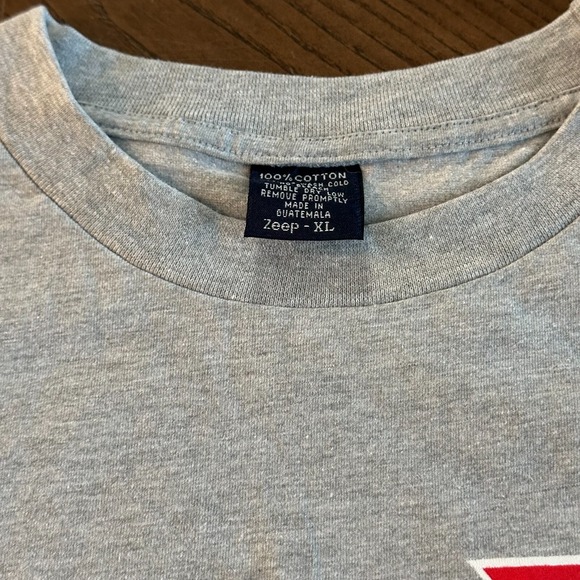 100% COTTON
WASH COLD
TUMBLE DRY LOW
REMOVE PROMPTLY
MADE IN
GUATEMALA
Zeep - XL